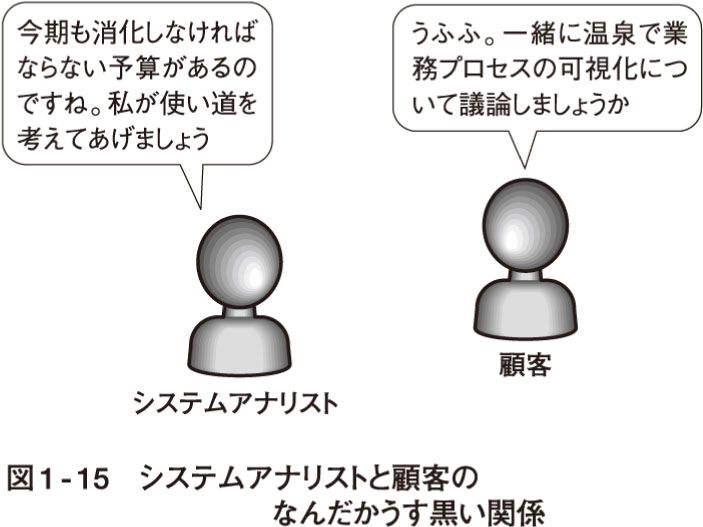 今期も消化しなければ
ならない予算があるの
ですね。私が使い道を
考えてあげましょう
うふふ。一緒に温泉で業
務プロセスの可視化につ
いて議論しましょうか
システムアナリスト
顧客
図1-15 システムアナリストと顧客の
なんだかうす黒い関係